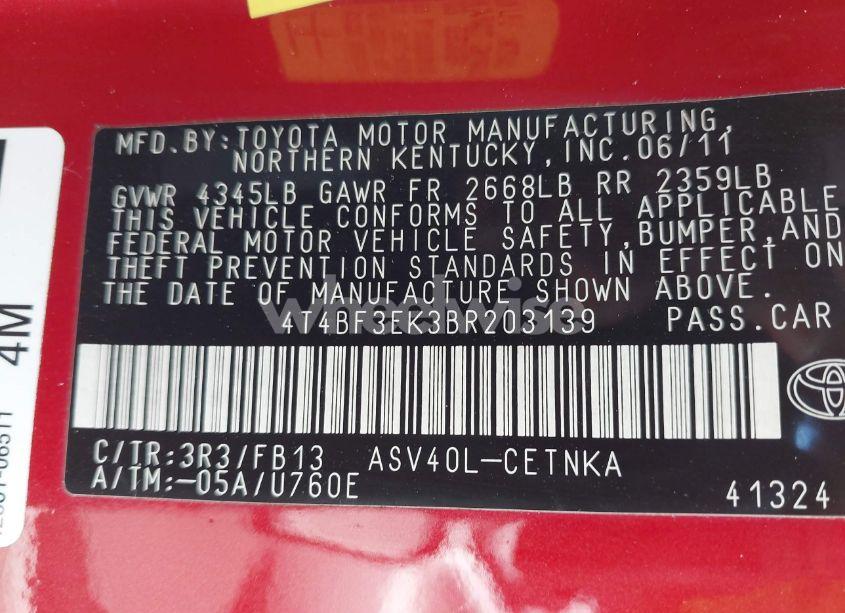 MFD. BY: TOYOTA MOTOR MANUFACTURING,
NORTHERN KENTUCKY, INC. 06/11
GVWR 4345LB GAWR FR 2668LB RR 2359LB
THIS VEHICLE CONFORMS TO ALL APPLICABLE
FEDERAL MOTOR VEHICLE SAFETY, BUMPER, AND
THEFT PREVENTION STANDARDS IN EFFECT ON
THE DATE OF MANUFACTURE SHOWN ABOVE.
wheelwise
4T4BF3EK3BR203139 PASS. CAR
C/TR: 3R3/FB13 ASV40L-CETNKA
A/TM: -05A/U760E
41324
4M